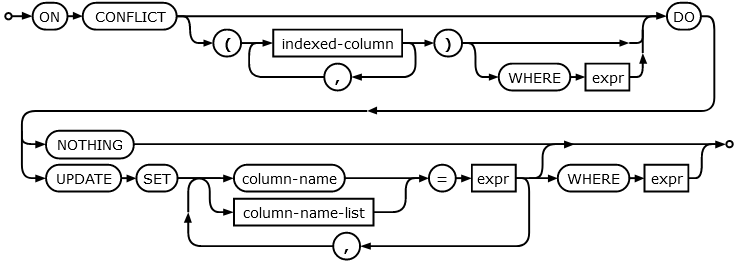 ON CONFLICT DO
( indexed-column )
,
WHERE expr
NOTHING
UPDATE SET column-name = expr WHERE expr
column-name-list
,